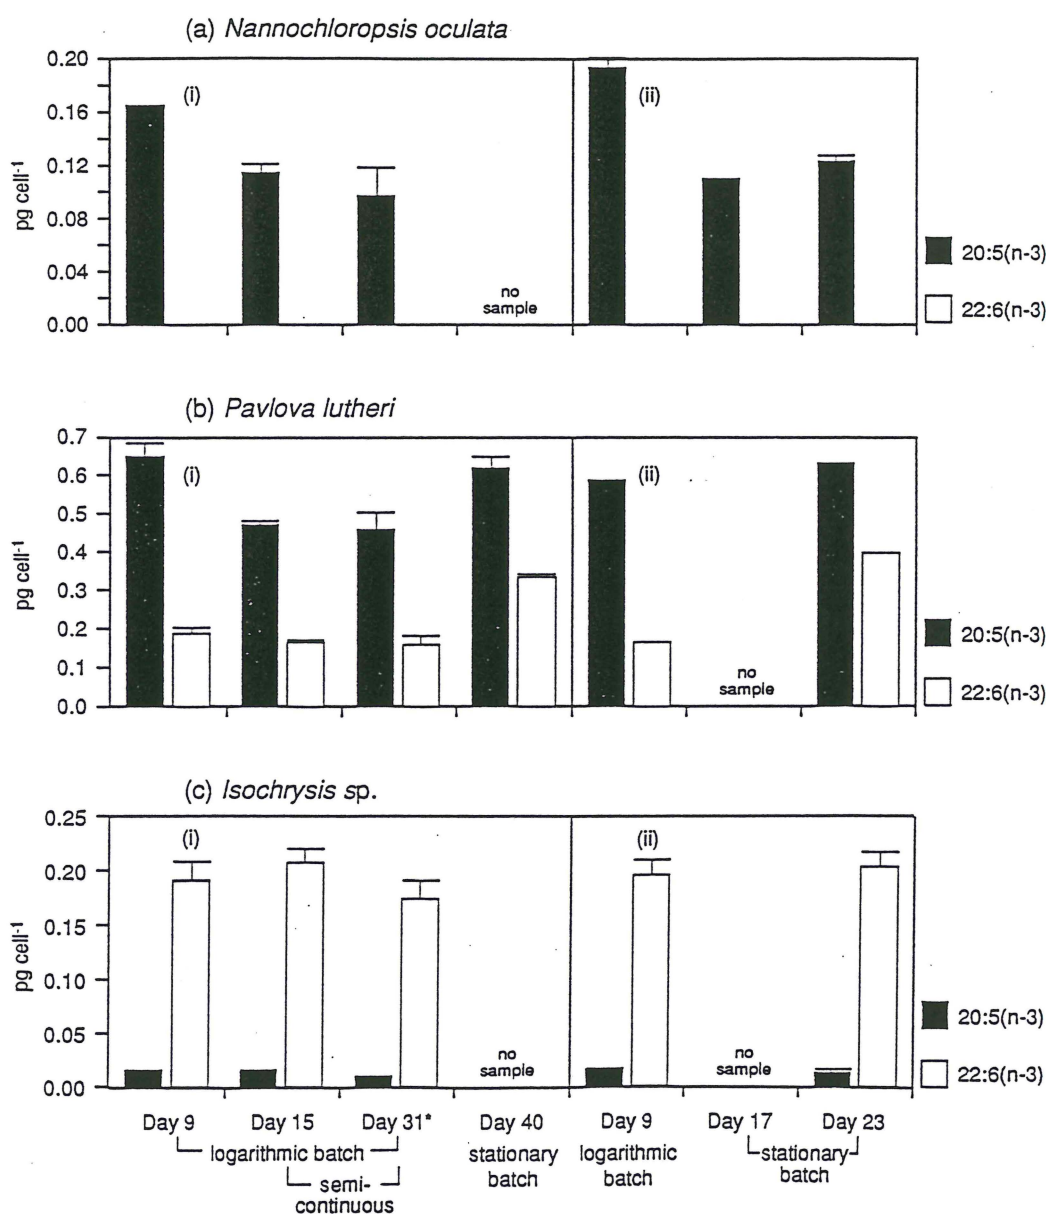 (a) Nannochloropsis oculata
0.20
0.16
0.12
0.08
0.04
0.00
pg cell-1
(i)
(ii)
no
sample
20:5(n-3)
22:6(n-3)
(b) Pavlova lutheri
0.7
0.6
0.5
0.4
0.3
0.2
0.1
0.0
pg cell-1
(i)
(ii)
no
sample
20:5(n-3)
22:6(n-3)
(c) Isochrysis sp.
0.25
0.20
0.15
0.10
0.05
0.00
pg cell-1
(i)
(ii)
no
sample
no
sample
20:5(n-3)
22:6(n-3)
Day 9 Day 15 Day 31* Day 40 Day 9 Day 17 Day 23
logarithmic batch
semi-
continuous
stationary
batch
logarithmic
batch
stationary
batch